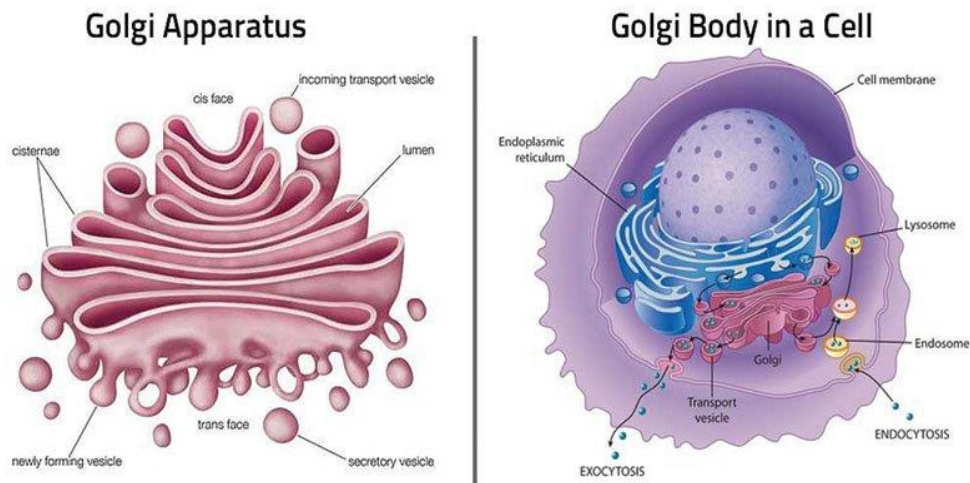 Golgi Apparatus
incoming transport vesicle
cis face
cisternae
lumen
trans face
newly forming vesicle
secretory vesicle
Golgi Body in a Cell
Cell membrane
Endoplasmic
reticulum
Lysosome
Endosome
Golgi
Transport
vesicle
ENDOCYTOSIS
EXOCYTOSIS